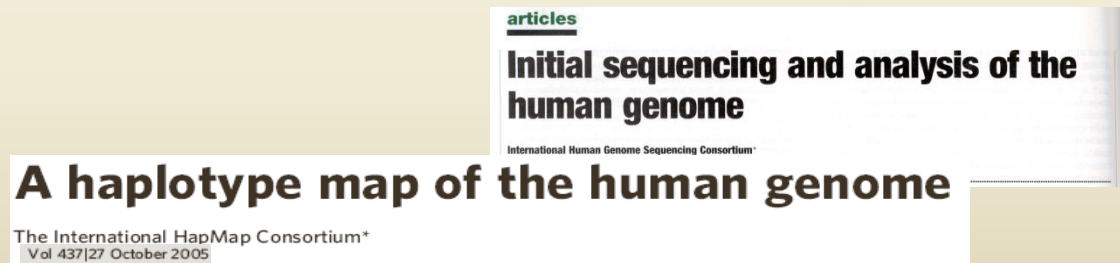 articles
Initial sequencing and analysis of the
human genome
International Human Genome Sequencing Consortium*
A haplotype map of the human genome
The International HapMap Consortium*
Vol 437|27 October 2005